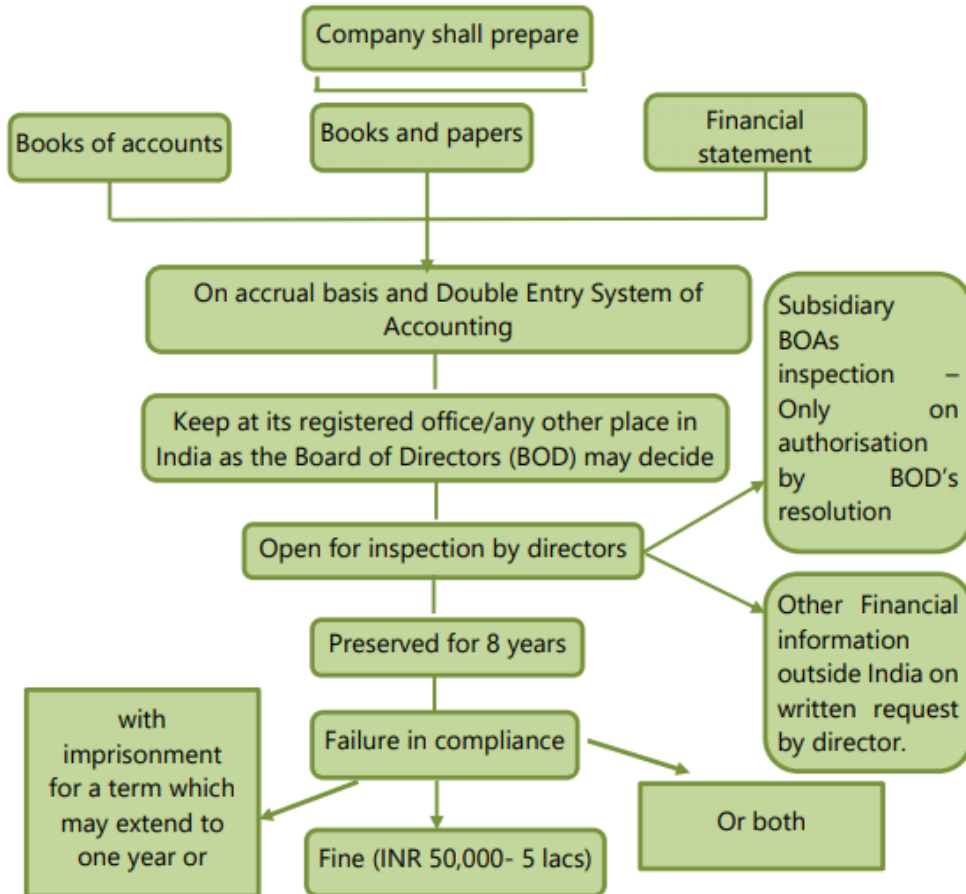 Company shall prepare
Books of accounts
Books and papers
Financial
statement
On accrual basis and Double Entry System of
Accounting
Subsidiary
BOAs
inspection –
Only on
authorisation
by BOD's
resolution
Keep at its registered office/any other place in
India as the Board of Directors (BOD) may decide
Open for inspection by directors
Other Financial
information
outside India on
written request
by director.
Preserved for 8 years
Failure in compliance
with
imprisonment
for a term which
may extend to
one year or
Fine (INR 50,000- 5 lacs)
Or both